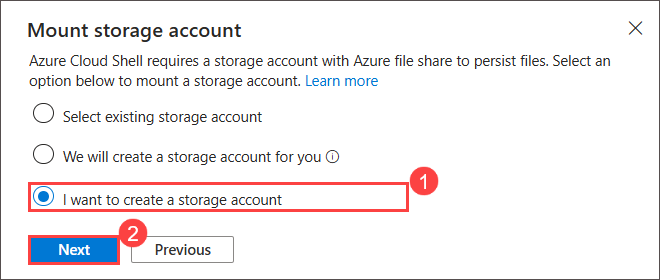 Mount storage account
Azure Cloud Shell requires a storage account with Azure file share to persist files. Select an
option below to mount a storage account. Learn more
Select existing storage account
We will create a storage account for you
1
I want to create a storage account
2
Next
Previous